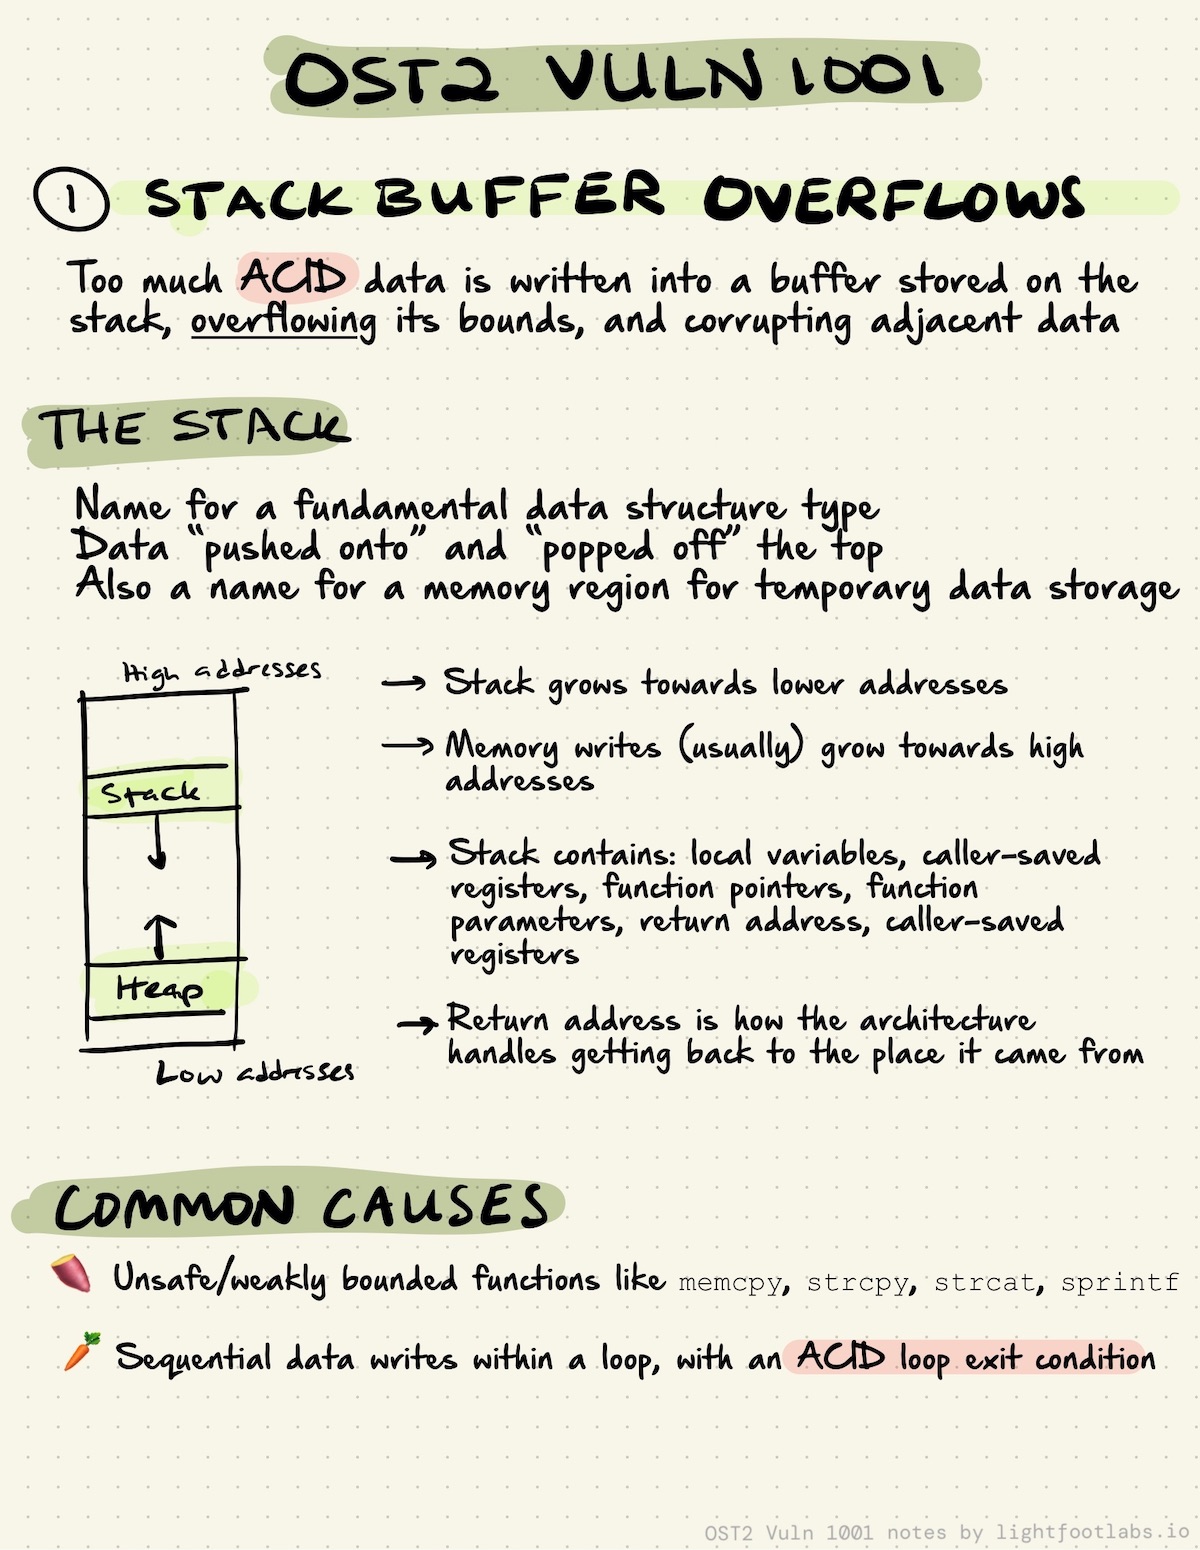 OST2 VULN 1001
1 STACK BUFFER OVERFLOWS
Too much ACID data is written into a buffer stored on the
stack, overflowing its bounds, and corrupting adjacent data
THE STACK
Name for a fundamental data structure type
Data “pushed onto” and “popped off” the top
Also a name for a memory region for temporary data storage
High addresses
Stack
Heap
Low addresses
→ Stack grows towards lower addresses
→ Memory writes (usually) grow towards high
addresses
→ Stack contains: local variables, caller-saved
registers, function pointers, function
parameters, return address, caller-saved
registers
→ Return address is how the architecture
handles getting back to the place it came from
COMMON CAUSES
🍠 Unsafe/weakly bounded functions like memcpy, strcpy, strcat, sprintf
🥕 Sequential data writes within a loop, with an ACID loop exit condition
OST2 Vuln 1001 notes by lightfootlabs.io